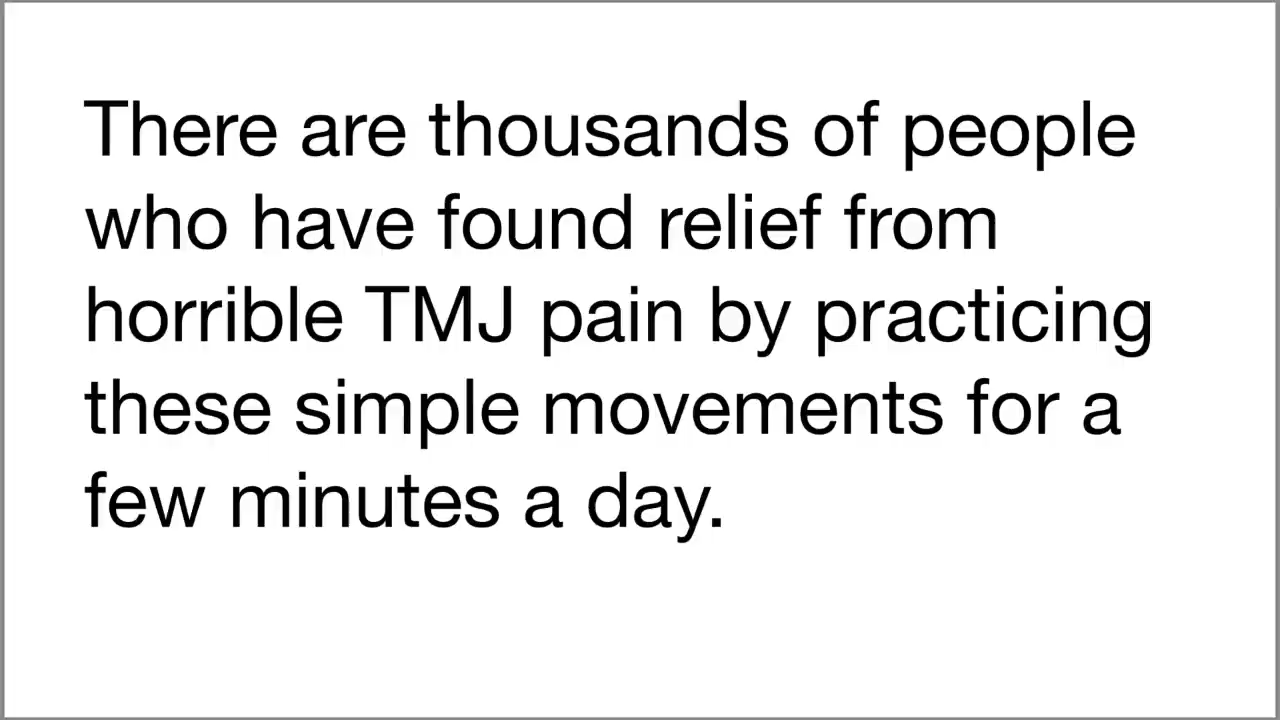 There are thousands of people
who have found relief from
horrible TMJ pain by practicing
these simple movements for a
few minutes a day.